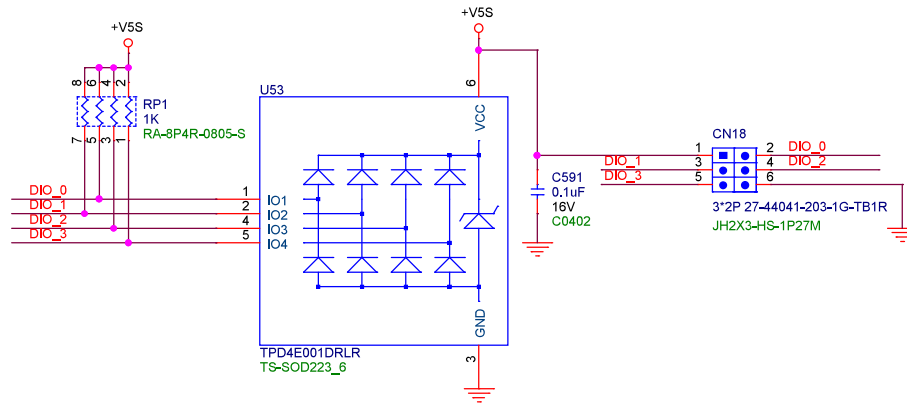 +V5S
+V5S
8 6 4 2
RP1
1K
RA-8P4R-0805-S
7 5 3 1
U53
6
VCC
DIO_0
DIO_1
DIO_2
DIO_3
1
2
4
5
IO1
IO2
IO3
IO4
GND
3
TPD4E001DRLR
TS-SOD223_6
C591
0.1uF
16V
C0402
CN18
1 2 DIO_0
DIO_1 3 4 DIO_2
DIO_3 5 6
3*2P 27-44041-203-1G-TB1R
JH2X3-HS-1P27M